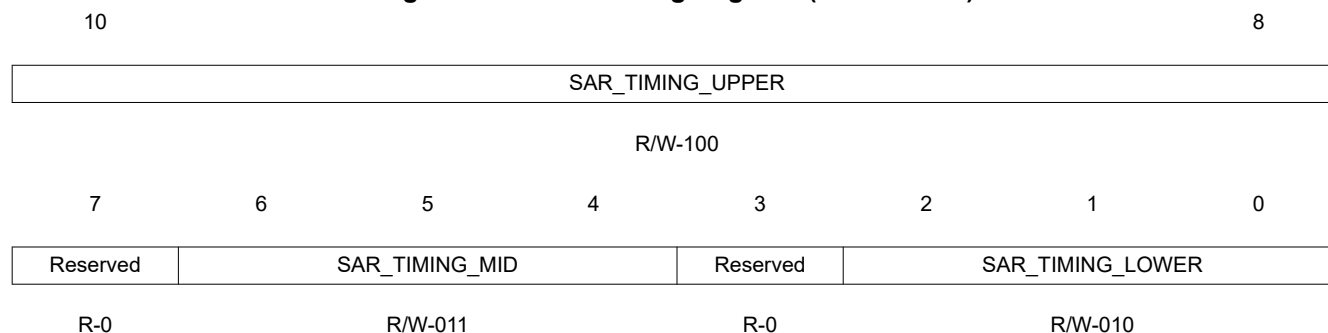 10 8
SAR_TIMING_UPPER
R/W-100
7 6 5 4 3 2 1 0
Reserved SAR_TIMING_MID Reserved SAR_TIMING_LOWER
R-0 R/W-011 R-0 R/W-010